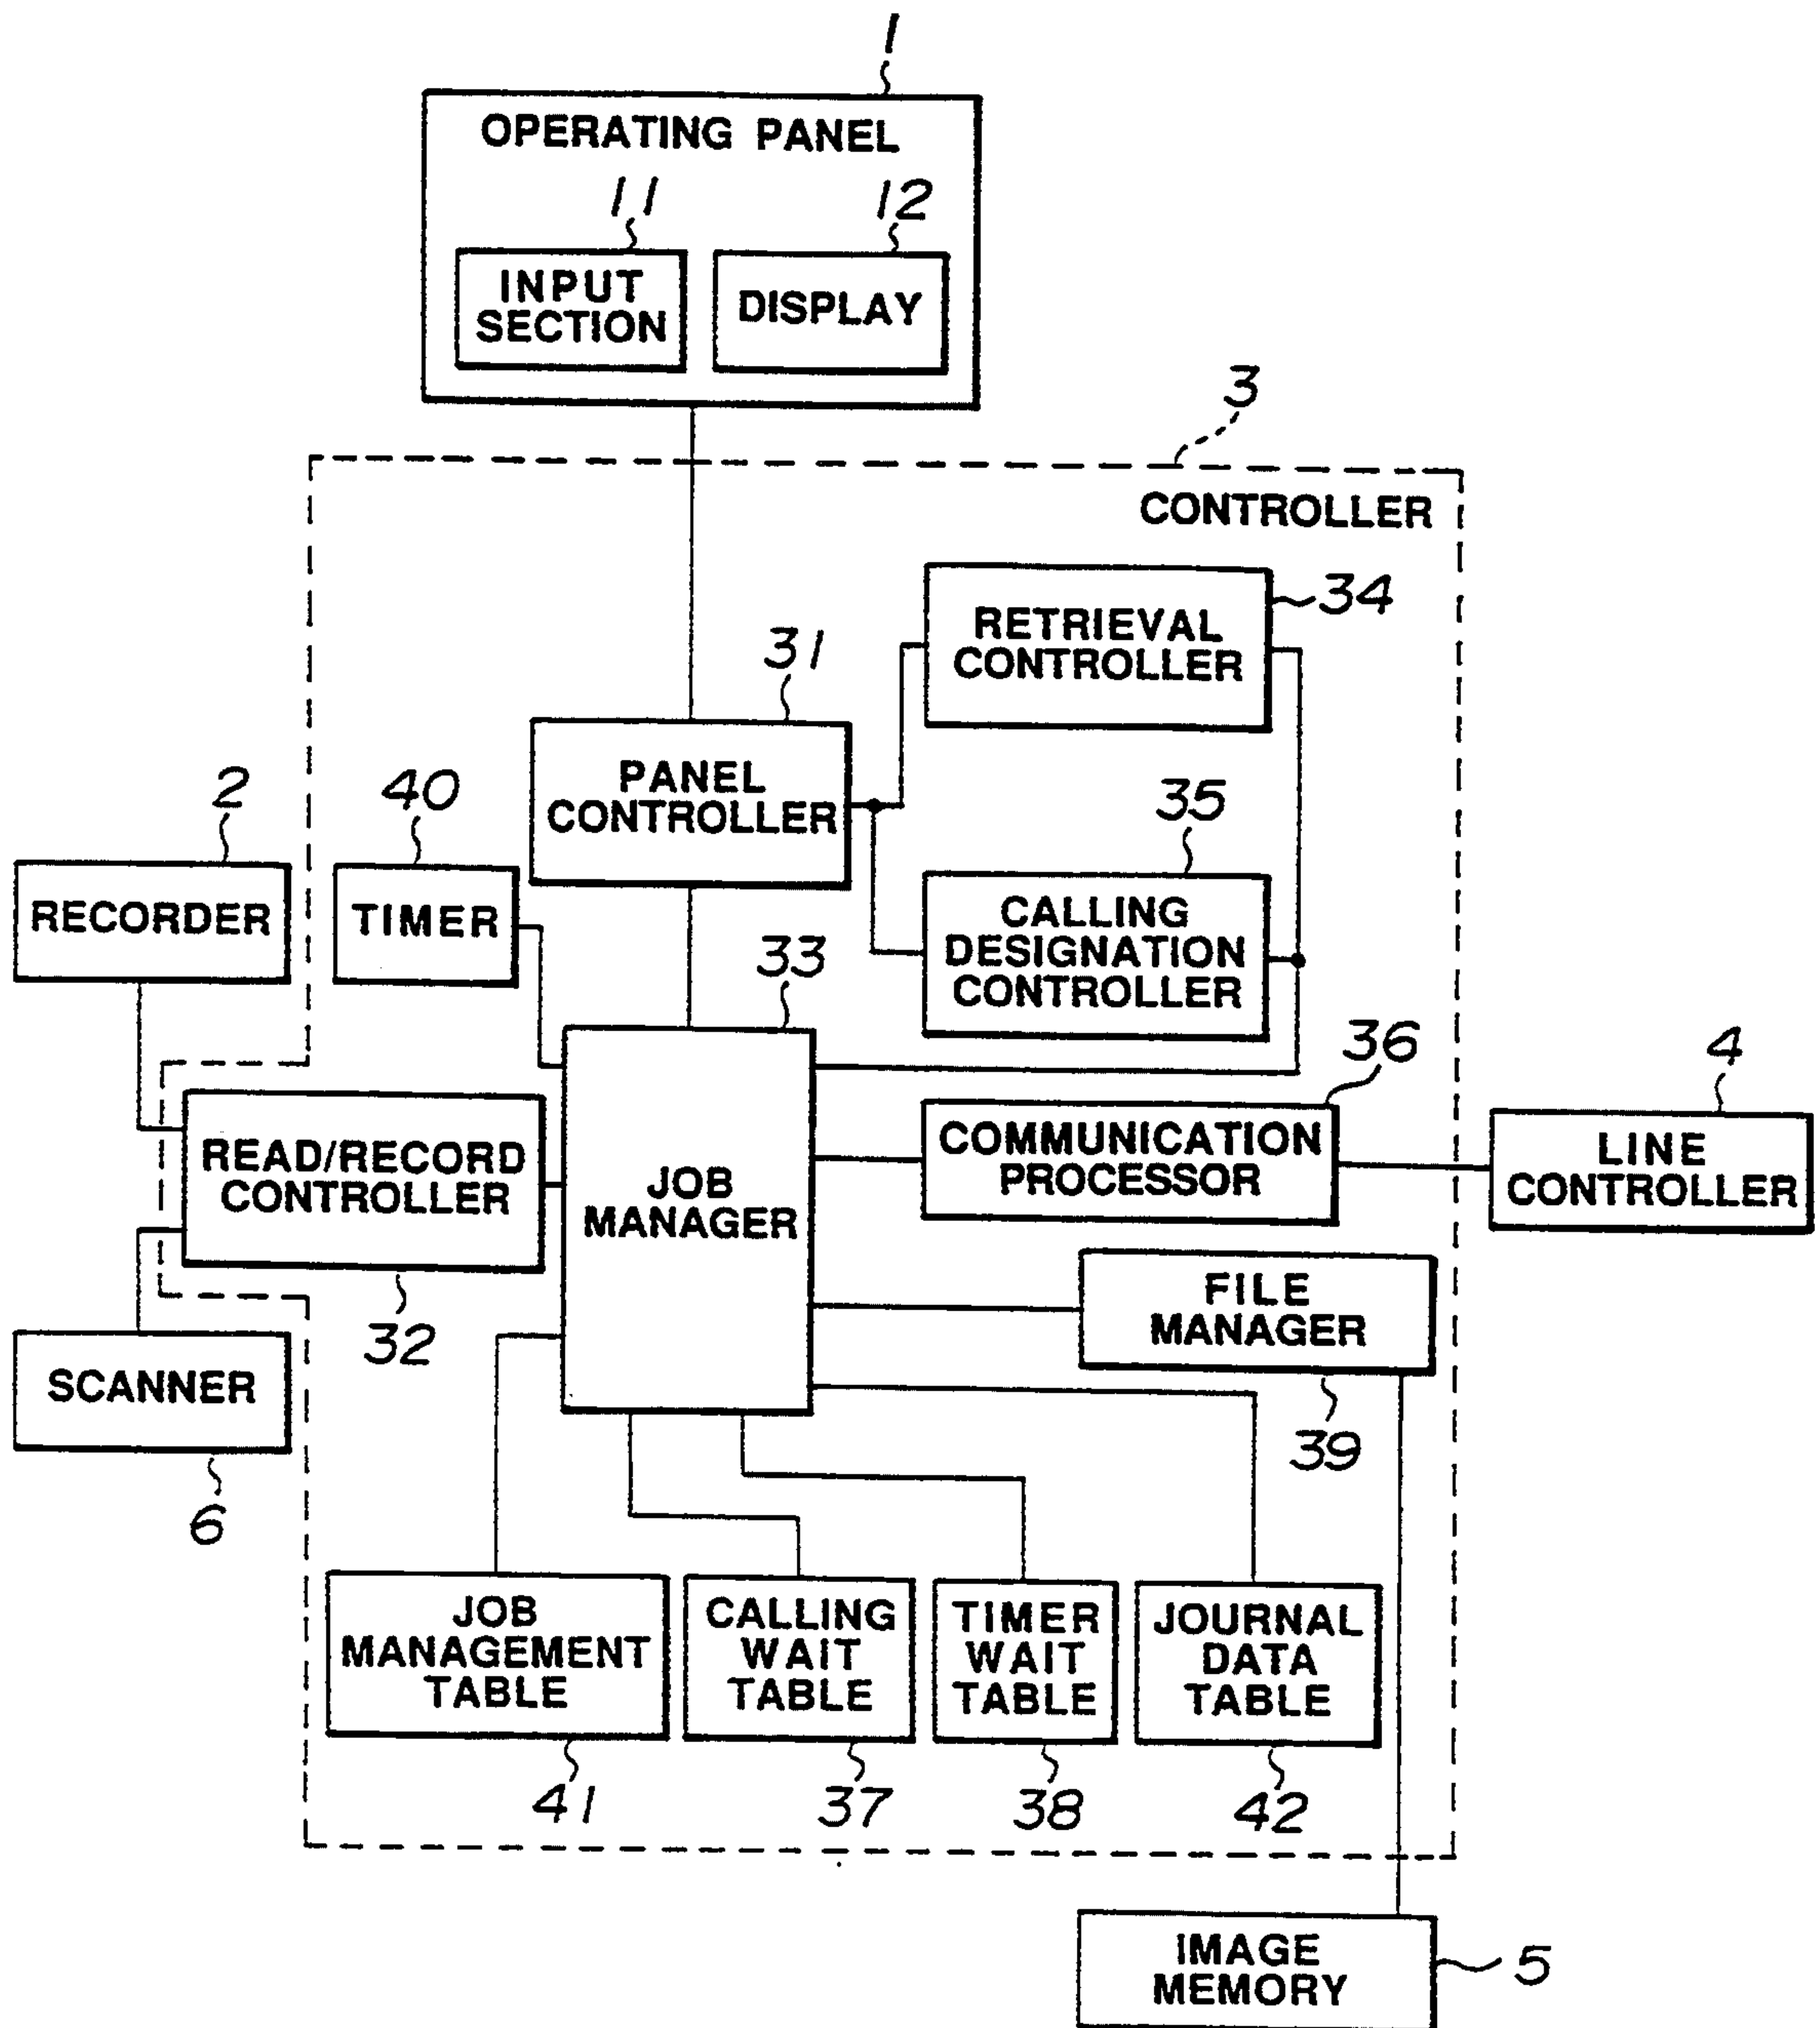 1
OPERATING PANEL
11
12
INPUT
SECTION
DISPLAY
3
CONTROLLER
34
RETRIEVAL
CONTROLLER
31
PANEL
CONTROLLER
2
40
35
RECORDER
TIMER
CALLING
DESIGNATION
CONTROLLER
33
36
4
READ/RECORD
CONTROLLER
JOB
MANAGER
COMMUNICATION
PROCESSOR
LINE
CONTROLLER
FILE
MANAGER
32
SCANNER
39
6
JOB
MANAGEMENT
TABLE
CALLING
WAIT
TABLE
TIMER
WAIT
TABLE
JOURNAL
DATA
TABLE
41
37
38
42
IMAGE
MEMORY
5